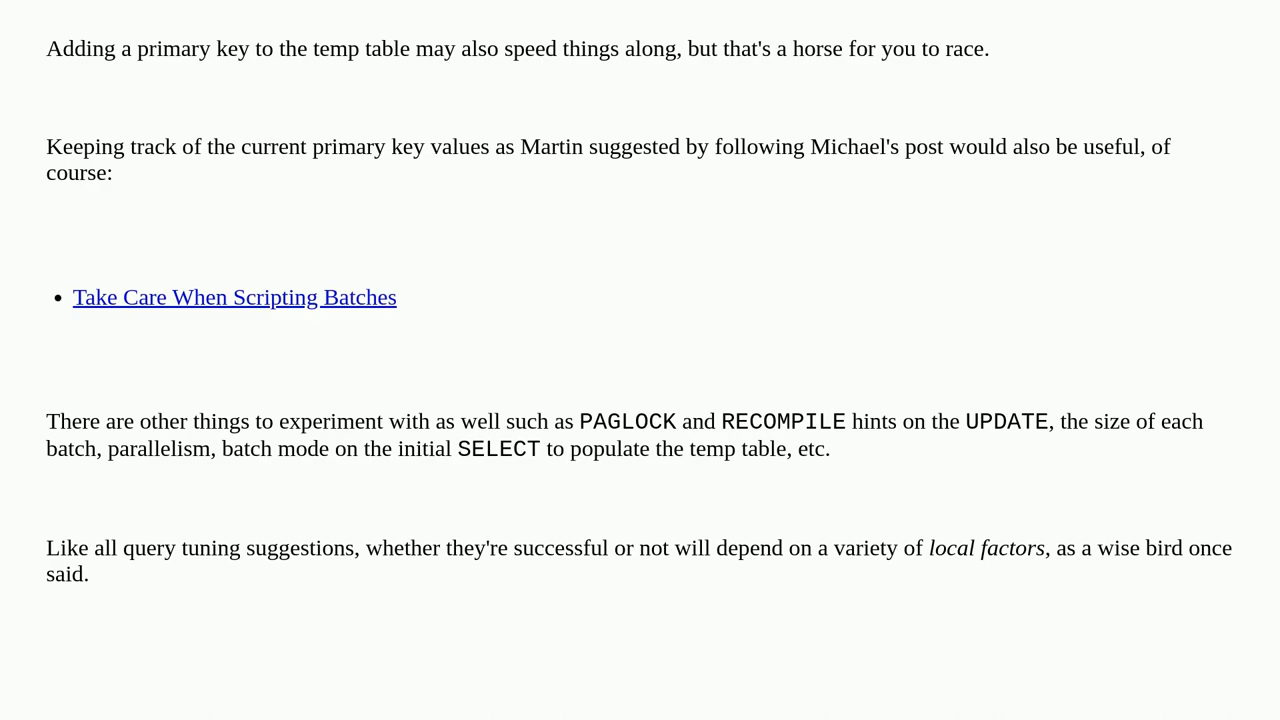 Adding a primary key to the temp table may also speed things along, but that's a horse for you to race.
Keeping track of the current primary key values as Martin suggested by following Michael's post would also be useful, of
course:
• Take Care When Scripting Batches
There are other things to experiment with as well such as PAGLOCK and RECOMPILE hints on the UPDATE, the size of each
batch, parallelism, batch mode on the initial SELECT to populate the temp table, etc.
Like all query tuning suggestions, whether they're successful or not will depend on a variety of local factors, as a wise bird once
said.